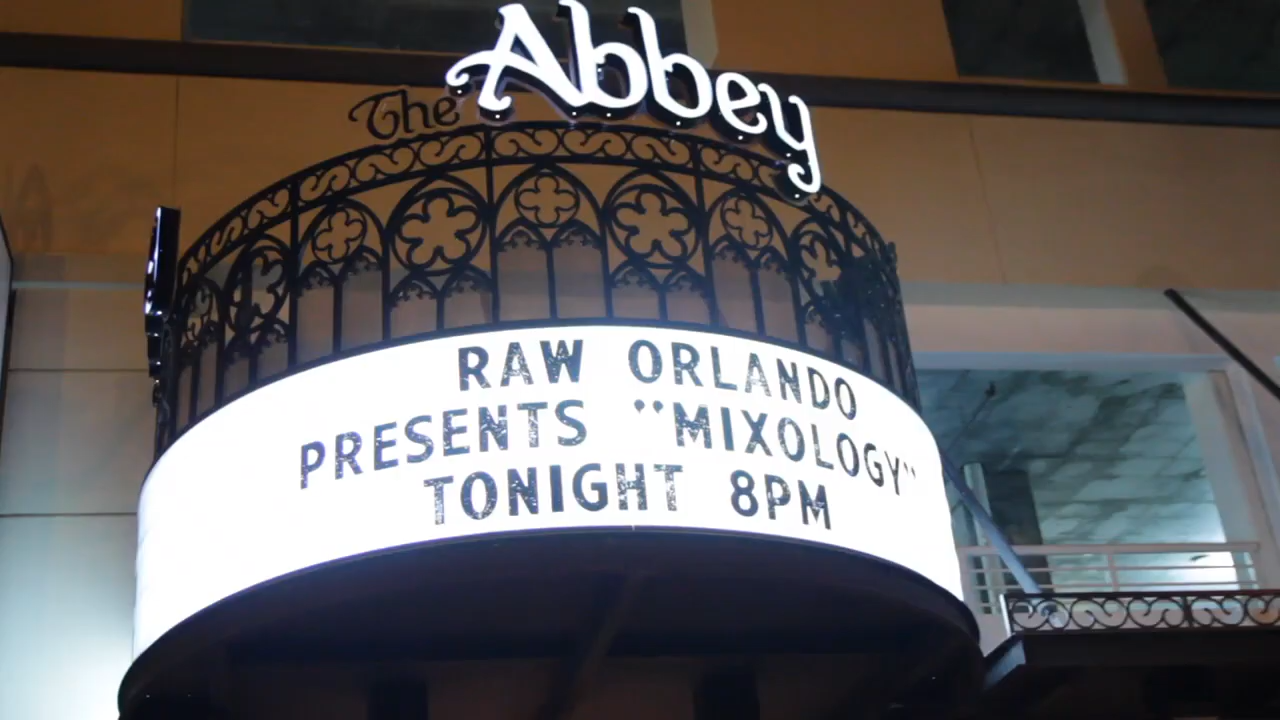 The Abbey
RAW ORLANDO
PRESENTS "MIXOLOGY"
TONIGHT 8PM